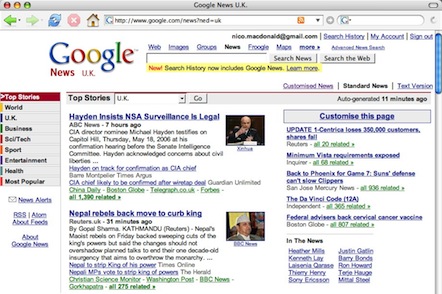 Google News U.K.
http://www.google.com/news?ned=uk
nico.macdonald@gmail.com | Search History | My Account | Sign out
Google
News U.K.
Web Images Groups News Froogle Maps more »
Search News Search the Web Advanced News Search
New! Search History now includes Google News. Learn more.
Customised News | Standard News | Text Version
>Top Stories
World
U.K.
Business
Sci/Tech
Sport
Entertainment
Health
Most Popular
News Alerts
RSS | Atom
About Feeds
About Google News
Top Stories U.K. Go
Auto-generated 11 minutes ago
Hayden Insists NSA Surveillance Is Legal
ABC News - 7 hours ago
CIA director nominee Michael Hayden testifies on
Capitol Hill, Thursday, May 18, 2006 at his
confirmation hearing before the Senate Intelligence
Committee. Hayden acknowledged concerns about civil
liberties ...
Hayden on track for confirmation as CIA chief
Barre Montpelier Times Argus
CIA chief likely to be confirmed after wiretap deal Guardian Unlimited
China Daily - Boston Globe - Telegraph.co.uk - Forbes -
all 1,390 related »
Xinhua
Nepal rebels back move to curb king
Reuters.uk - 31 minutes ago
By Gopal Sharma. KATHMANDU (Reuters) - Nepal's
Maoist rebels on Friday backed sweeping cuts of the
king's powers but said the changes should not
overshadow planned talks to end their one decade-old
insurgency that aims to overthrow the monarchy. ...
Nepal to strip King of his powers Times Online
Nepal MPs vote to strip king of powers The Herald
Christian Science Monitor - Washington Post - BBC News -
Gorkhapatra - all 275 related »
BBC News
Customise this page
UPDATE 1-Centrica loses 350,000 customers,
shares fall
Reuters - all 20 related »
Minimum Vista requirements exposed
Inquirer - all 68 related »
Back to Phoenix for Game 7: Suns' defense
can't slow Clippers
San Jose Mercury News - all 936 related »
The Da Vinci Code (12A)
Independent - all 365 related »
Federal advisers back cervical cancer vaccine
Boston Globe - all 807 related »
In The News
Heather Mills Justin Gatlin
Kennedy Lay Barry Bonds
Laisenia Qarase Montiel Castle
Thierry Henry Terry Thomas
Sony Ericsson Mittal Steel